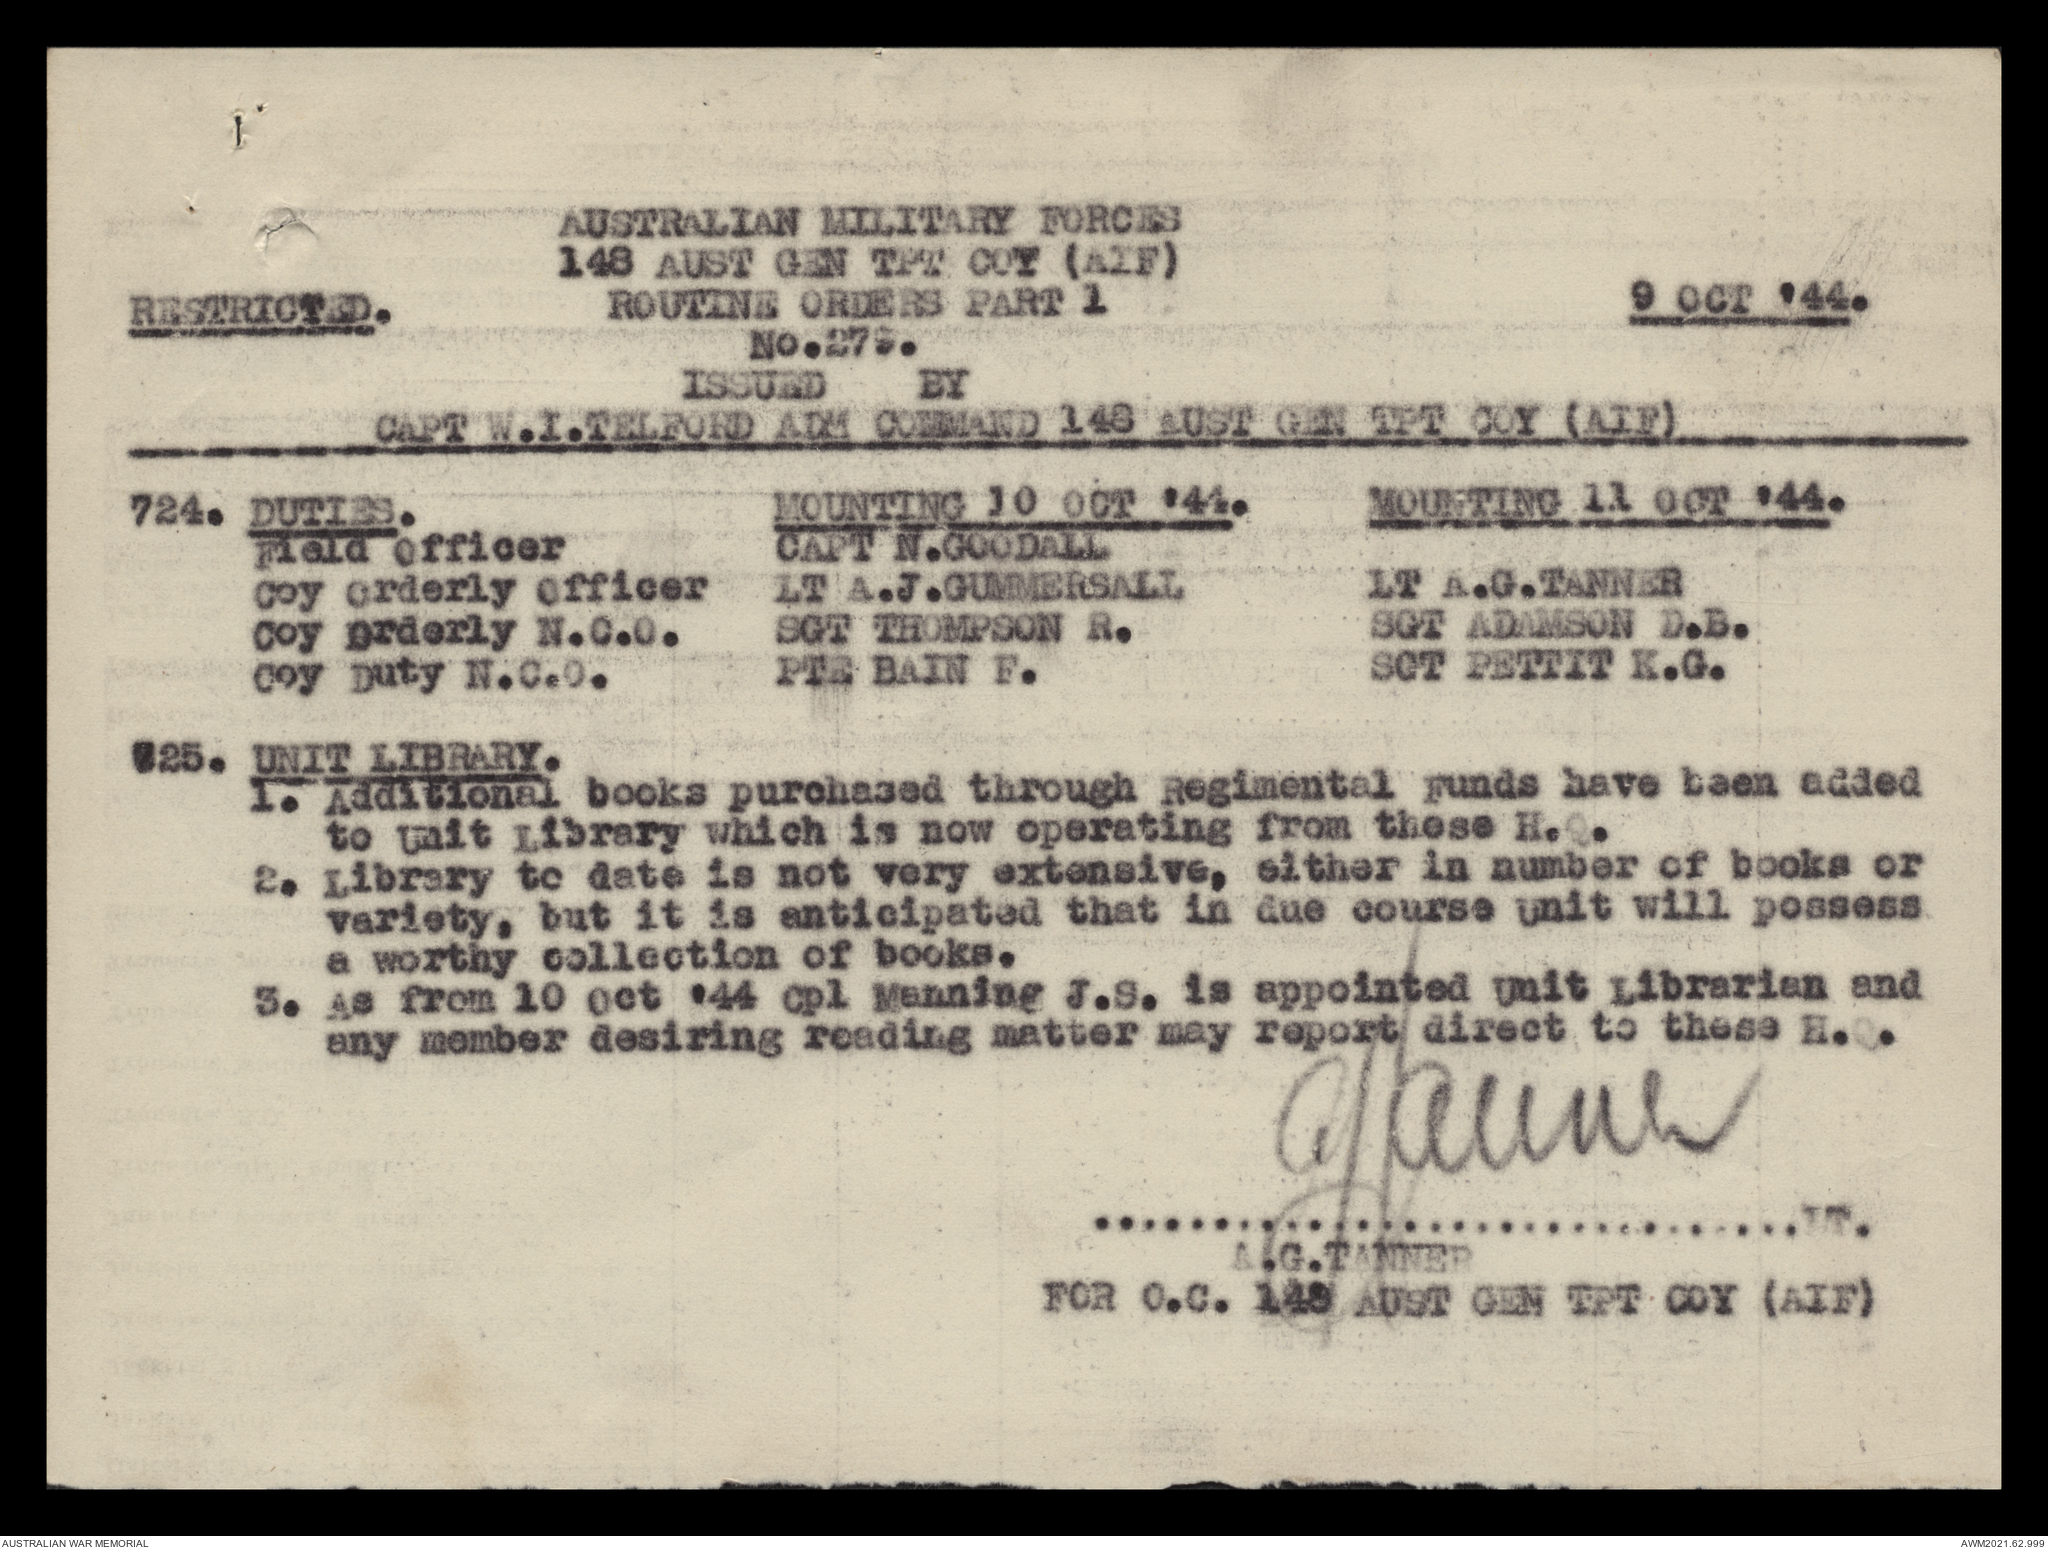 AUSTRALIAN MILITARY FORCES
148 AUST GEN TPT COY (AIF)
RESTRICTED. ROUTINE ORDERS PART 1 9 OCT '44.
No.279.
ISSUED BY
CAPT W.I.TELFORD ADM COMMAND 148 AUST GEN TPT COY (AIF)
724. DUTIES. MOUNTING 10 OCT '44. MOUNTING 11 OCT '44.
Field Officer CAPT N.GOODALL
Coy Orderly Officer LT A.J.GUMMERSALL LT A.G.TANNER
Coy Orderly N.C.O. SGT THOMPSON R. SGT ADAMSON D.B.
Coy Duty N.C.O. PTE BAIN F. SGT PETTIT K.G.
725. UNIT LIBRARY.
1. Additional books purchased through Regimental Funds have been added
to Unit Library which is now operating from these H.Q.
2. Library to date is not very extensive, either in number of books or
variety, but it is anticipated that in due course Unit will possess
a worthy collection of books.
3. As from 10 Oct '44 Cpl Manning J.S. is appointed Unit Librarian and
any member desiring reading matter may report direct to these H.Q.
AGTanner
..............................LT.
A.G.TANNER
FOR O.C. 148 AUST GEN TPT COY (AIF)
AUSTRALIAN WAR MEMORIAL AWM2021.62.999